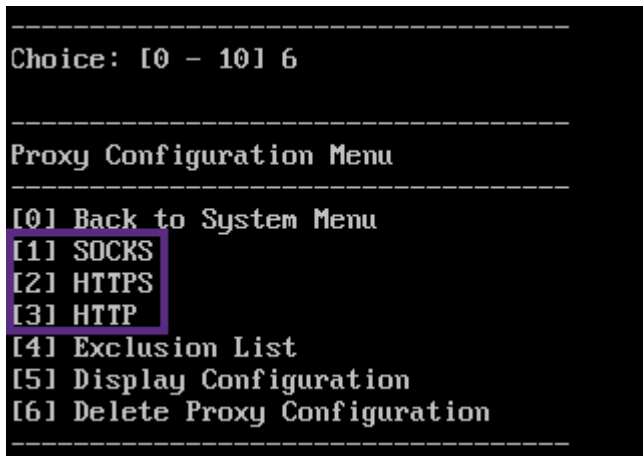 ----------------------------------
Choice: [0 - 10] 6
----------------------------------
Proxy Configuration Menu
----------------------------------
[0] Back to System Menu
[1] SOCKS
[2] HTTPS
[3] HTTP
[4] Exclusion List
[5] Display Configuration
[6] Delete Proxy Configuration
----------------------------------